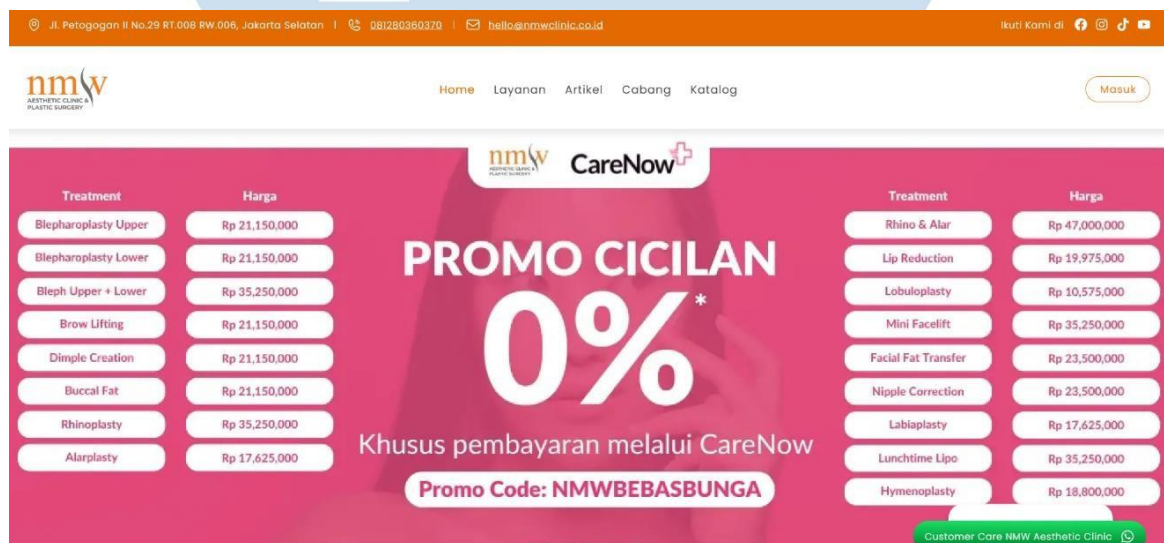 Jl. Petogogan II No.29 RT.008 RW.006, Jakarta Selatan | 081280360370 | hello@nmwclinic.co.id
Ikuti Kami di
nmw
AESTHETIC CLINIC &
PLASTIC SURGERY
Home Layanan Artikel Cabang Katalog
Masuk
nmw
AESTHETIC CLINIC &
PLASTIC SURGERY
CareNow
Treatment Harga
Blepharoplasty Upper Rp 21,150,000
Blepharoplasty Lower Rp 21,150,000
Bleph Upper + Lower Rp 35,250,000
Brow Lifting Rp 21,150,000
Dimple Creation Rp 21,150,000
Buccal Fat Rp 21,150,000
Rhinoplasty Rp 35,250,000
Alarplasty Rp 17,625,000
PROMO CICILAN
0%*
Khusus pembayaran melalui CareNow
Promo Code: NMWBEBASBUNGA
Treatment Harga
Rhino & Alar Rp 47,000,000
Lip Reduction Rp 19,975,000
Lobuloplasty Rp 10,575,000
Mini Facelift Rp 35,250,000
Facial Fat Transfer Rp 23,500,000
Nipple Correction Rp 23,500,000
Labiaplasty Rp 17,625,000
Lunchtime Lipo Rp 35,250,000
Hymenoplasty Rp 18,800,000
Customer Care NMW Aesthetic Clinic